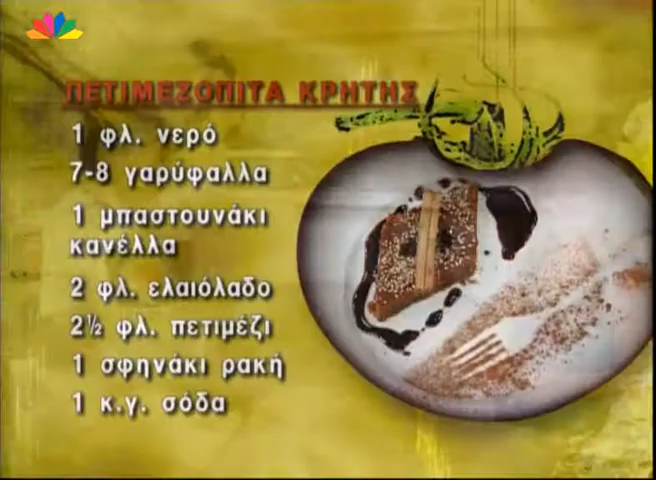 ΠΕΤΙΜΕΖΟΠΙΤΑ ΚΡΗΤΗΣ
1 φλ. νερό
7-8 γαρύφαλλα
1 μπαστουνάκι
κανέλλα
2 φλ. ελαιόλαδο
2½ φλ. πετιμέζι
1 σφηνάκι ρακή
1 κ.γ. σόδα